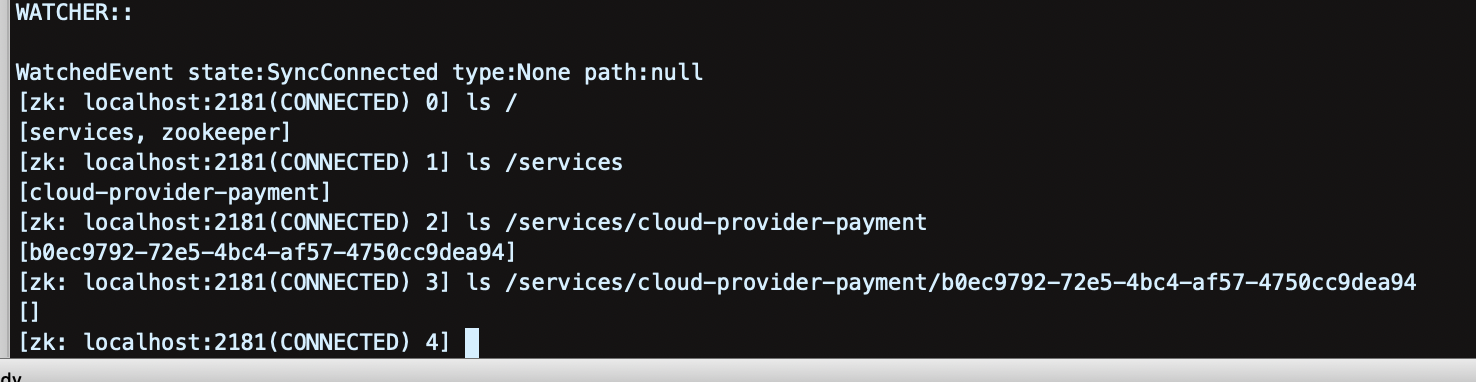 WATCHER::
WatchedEvent state:SyncConnected type:None path:null
[zk: localhost:2181(CONNECTED) 0] ls /
[services, zookeeper]
[zk: localhost:2181(CONNECTED) 1] ls /services
[cloud-provider-payment]
[zk: localhost:2181(CONNECTED) 2] ls /services/cloud-provider-payment
[b0ec9792-72e5-4bc4-af57-4750cc9dea94]
[zk: localhost:2181(CONNECTED) 3] ls /services/cloud-provider-payment/b0ec9792-72e5-4bc4-af57-4750cc9dea94
[]
[zk: localhost:2181(CONNECTED) 4]